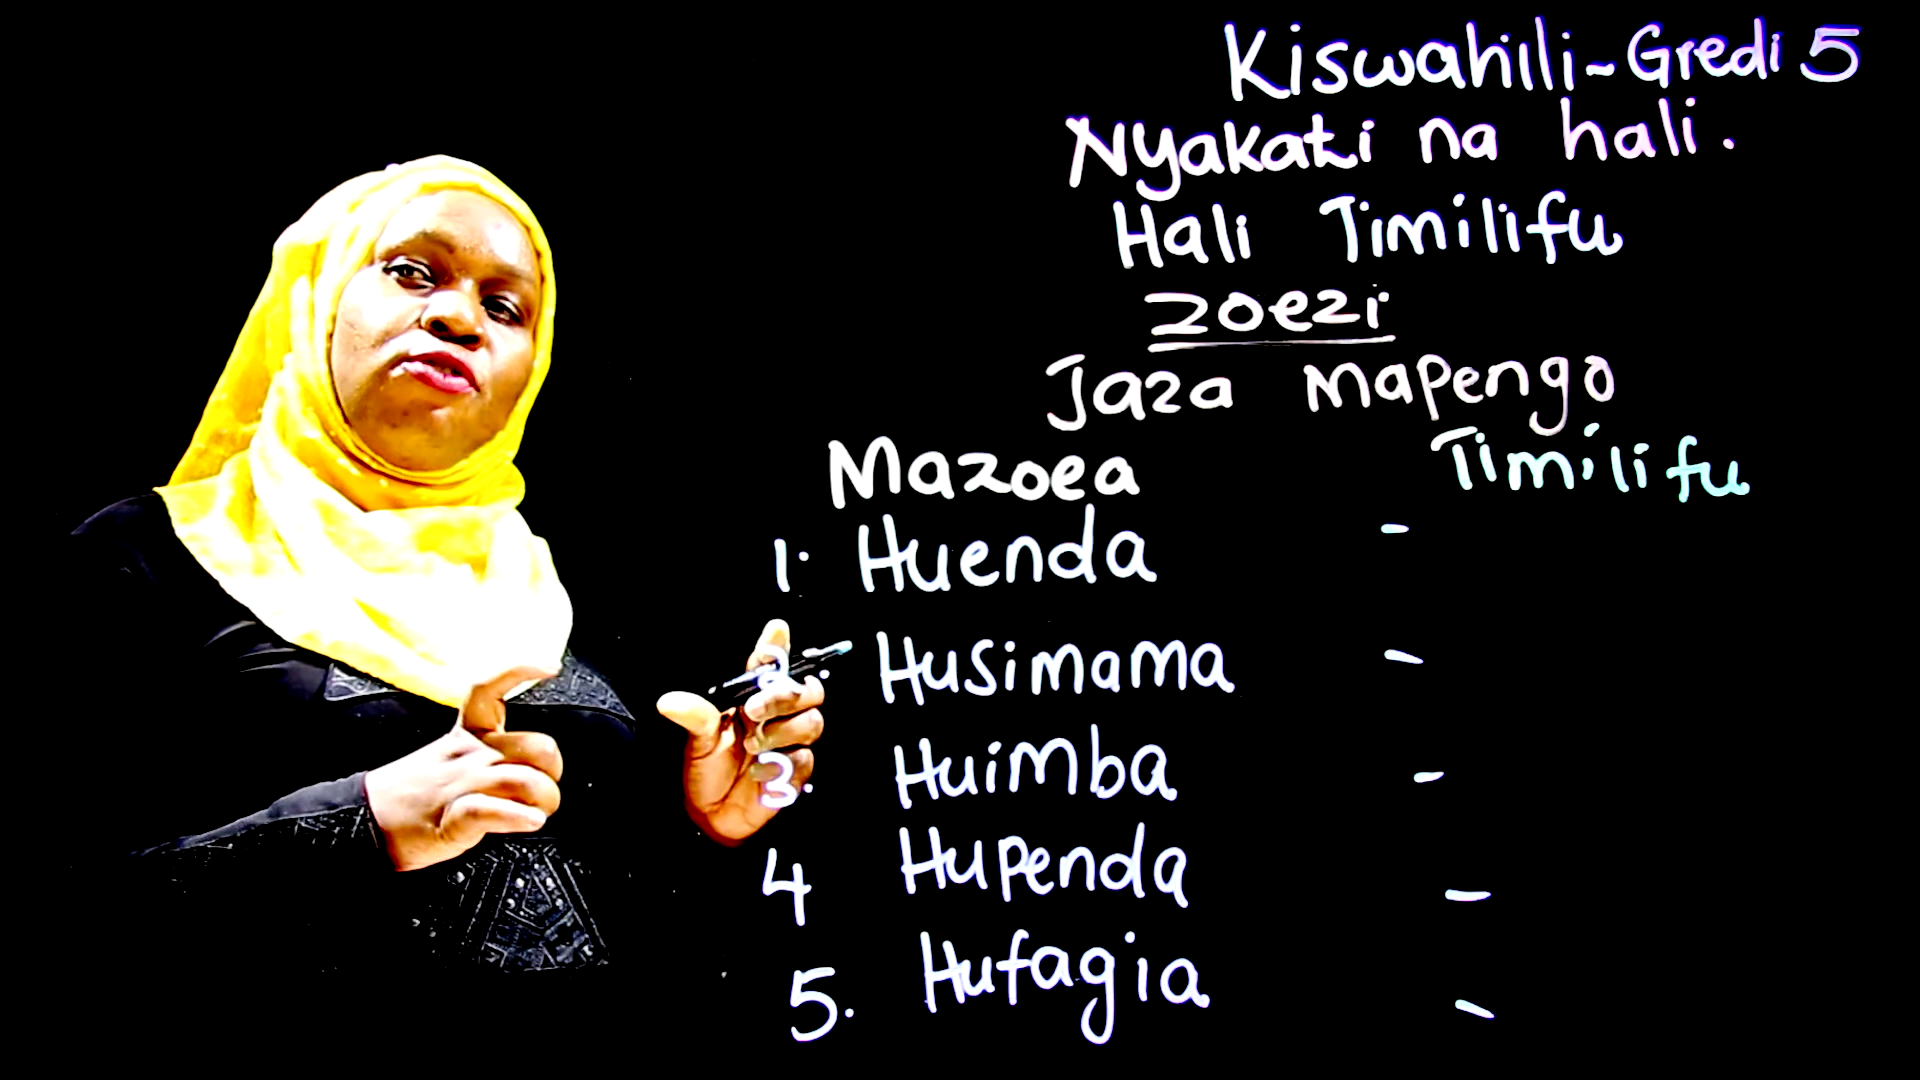 Kiswahili-Gredi 5
Nyakati na hali.
Hali Timilifu
Zoezi
Jaza mapengo
Mazoea Timilifu
1. Huenda -
2. Husimama -
3. Huimba -
4 Hupenda -
5. Hufagia -